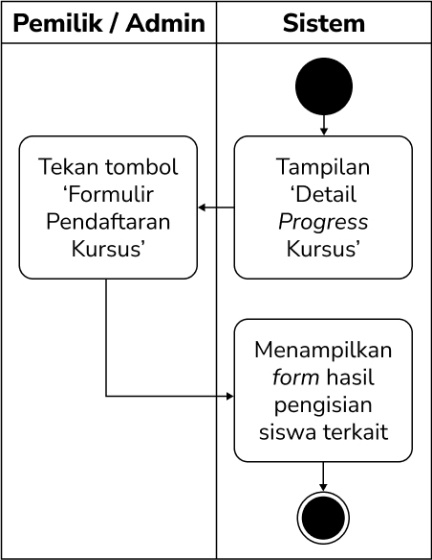 Pemilik / Admin
Sistem
Tekan tombol
‘Formulir
Pendaftaran
Kursus’
Tampilan
‘Detail
Progress
Kursus’
Menampilkan
form hasil
pengisian
siswa terkait